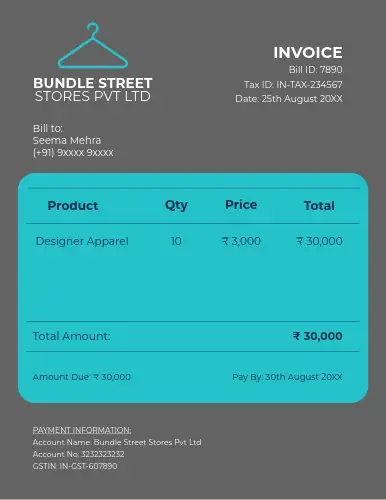 BUNDLE STREET
STORES PVT LTD
INVOICE
Bill ID: 7890
Tax ID: IN-TAX-234567
Date: 25th August 20XX
Bill to:
Seema Mehra
(+91) 9xxxx 9xxxx
Product Qty Price Total
Designer Apparel 10 ₹ 3,000 ₹ 30,000
Total Amount: ₹ 30,000
Amount Due: ₹ 30,000 Pay By: 30th August 20XX
PAYMENT INFORMATION:
Account Name: Bundle Street Stores Pvt Ltd
Account No: 3232323232
GSTIN: IN-GST-607890